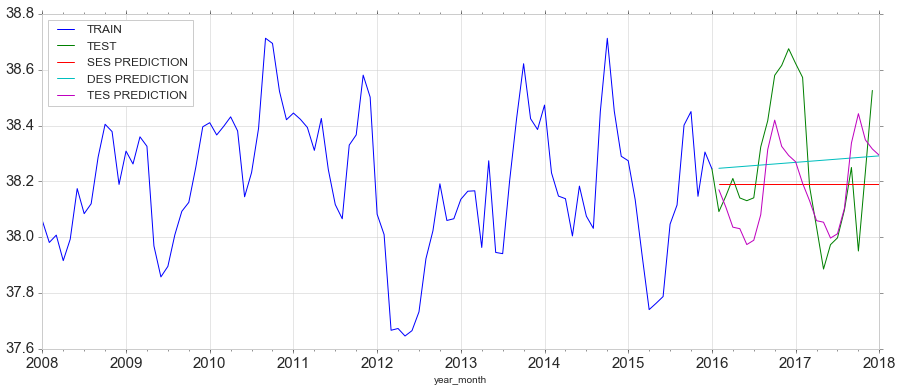 38.8
38.6
38.4
38.2
38.0
37.8
37.6
TRAIN
TEST
SES PREDICTION
DES PREDICTION
TES PREDICTION
2008 2009 2010 2011 2012 2013 2014 2015 2016 2017 2018
year_month